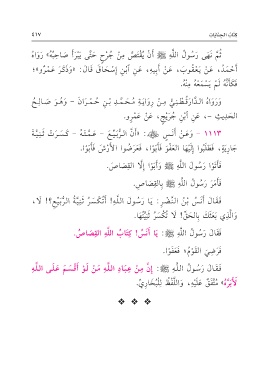 كتاب الجنايات ٤١٧
ثُمَّ نَهَى رَسُولُ اللَّهِ ﷺ أَنْ يُقْتَصَّ مِنْ جُرْحٍ حَتَّى يَبْرَأَ صَاحِبُهُ» رَوَاهُ
أَحْمَدُ، عَنْ يَعْقُوبَ، عَنْ أَبِيهِ، عَنِ ابْنِ إِسْحَاقَ قَالَ: «وَذَكَرَ عَمْرٌو»؛
فَكَأَنَّهُ لَمْ يَسْمَعْهُ مِنْهُ.
وَرَوَاهُ الدَّارَقُطْنِيُّ مِنْ رِوَايَةِ مُحَمَّدِ بْنِ حُمْرَانَ - وَهُوَ صَالِحُ
الحَدِيثِ -، عَنِ ابْنِ جُرَيْجٍ، عَنْ عَمْرٍو.
١١١٣ - وَعَنْ أَنَسٍ: «أَنَّ الرُّبَيِّعَ - عَمَّتَهُ - كَسَرَتْ ثَنِيَّةَ
جَارِيَةٍ، فَطَلَبُوا إِلَيْهَا العَفْوَ فَأَبَوْا، فَعَرَضُوا الأَرْشَ فَأَبَوْا.
فَأَتَوْا رَسُولَ اللَّهِ ﷺ وَأَبَوْا إِلَّا القِصَاصَ.
فَأَمَرَ رَسُولُ اللَّهِ ﷺ بِالقِصَاصِ.
فَقَالَ أَنَسُ بْنُ النَّضْرِ: يَا رَسُولَ اللَّهِ! أَتُكْسَرُ ثَنِيَّةُ الرُّبَيِّعِ؟! لَا،
وَالَّذِي بَعَثَكَ بِالحَقِّ! لَا تُكْسَرُ ثَنِيَّتُهَا.
فَقَالَ رَسُولُ اللَّهِ ﷺ: يَا أَنَسُ! كِتَابُ اللَّهِ القِصَاصُ.
فَرَضِيَ القَوْمُ؛ فَعَفَوْا.
فَقَالَ رَسُولُ اللَّهِ ﷺ: إِنَّ مِنْ عِبَادِ اللَّهِ مَنْ لَوْ أَقْسَمَ عَلَى اللَّهِ
لَأَبَرَّهُ» مُتَّفَقٌ عَلَيْهِ، وَاللَّفْظُ لِلْبُخَارِيِّ.